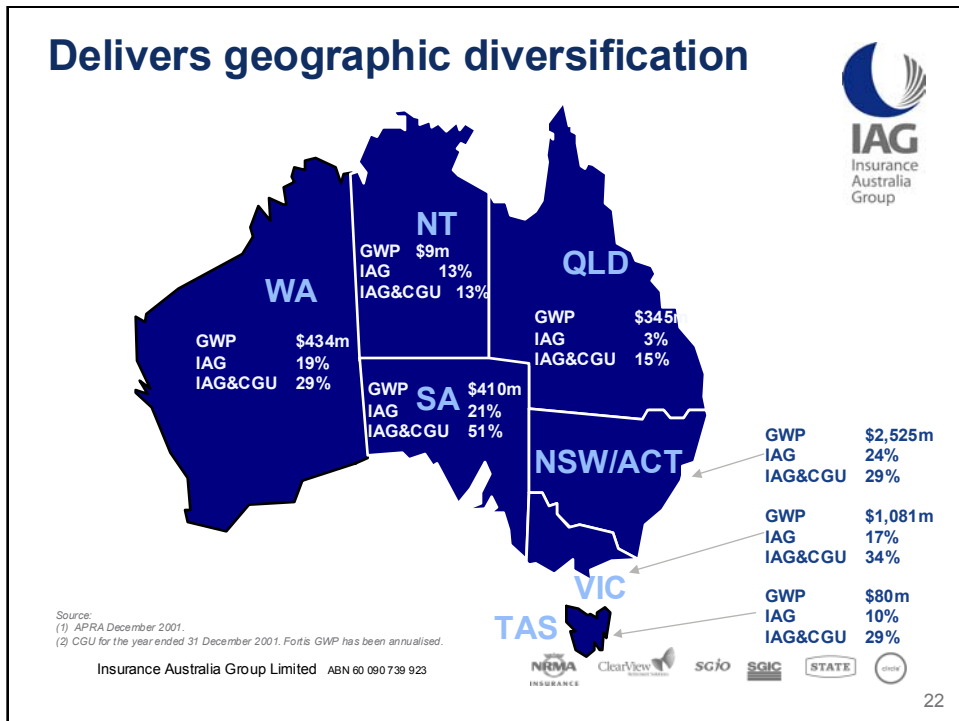 Delivers geographic diversification
IAG
Insurance
Australia
Group
NT
GWP $9m
IAG 13%
IAG&CGU 13%
QLD
GWP $345m
IAG 3%
IAG&CGU 15%
WA
GWP $434m
IAG 19%
IAG&CGU 29%
SA
GWP $410m
IAG 21%
IAG&CGU 51%
NSW/ACT
GWP $2,525m
IAG 24%
IAG&CGU 29%
GWP $1,081m
IAG 17%
IAG&CGU 34%
VIC
GWP $80m
IAG 10%
IAG&CGU 29%
TAS
Source:
(1) APRA December 2001.
(2) CGU for the year ended 31 December 2001. Fortis GWP has been annualised.
Insurance Australia Group Limited ABN 60 090 739 923
NRMA
INSURANCE
ClearView
SGIO
SGIC
STATE
circle
22